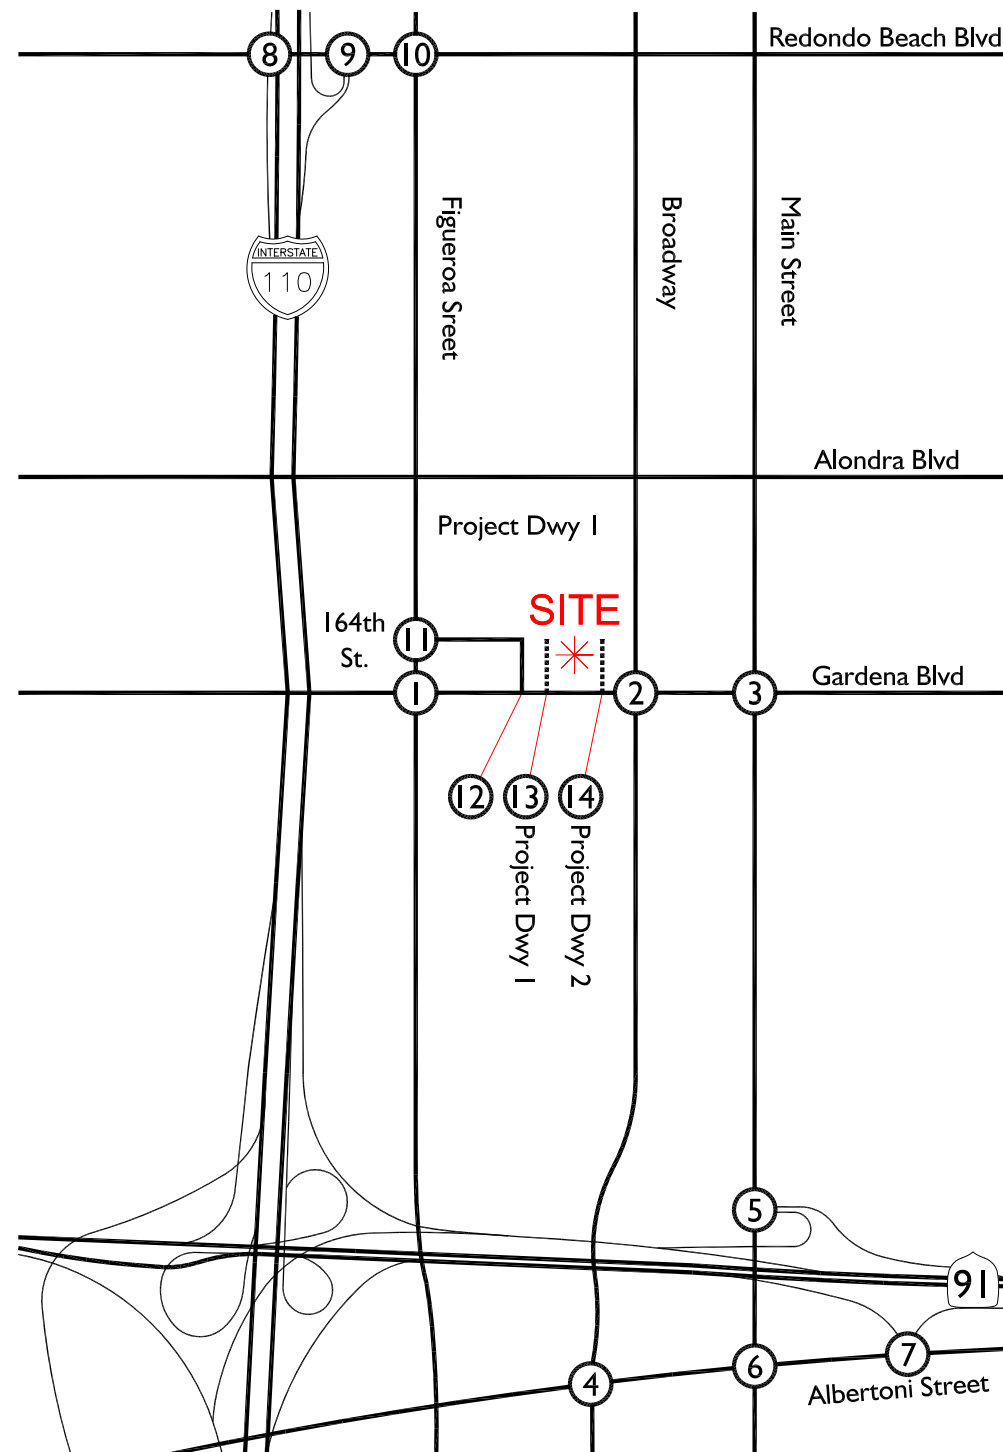 Redondo Beach Blvd
8
9
10
Figueroa Sreet
Broadway
Main Street
INTERSTATE
110
Alondra Blvd
Project Dwy 1
SITE
164th
St.
11
Gardena Blvd
1
2
3
12
13
14
Project Dwy 1
Project Dwy 2
5
91
7
6
4
Albertoni Street